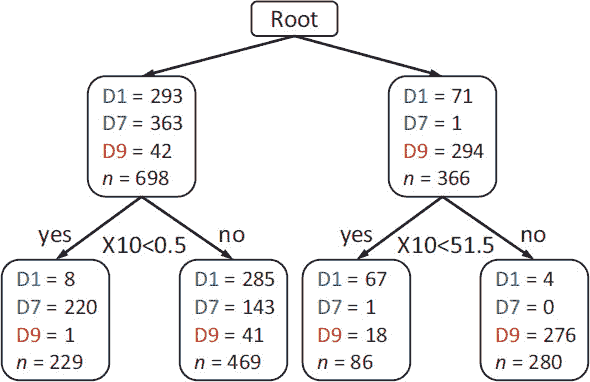 Root
D1 = 293
D7 = 363
D9 = 42
n = 698
D1 = 71
D7 = 1
D9 = 294
n = 366
yes
X10<0.5
no
yes
X10<51.5
no
D1 = 8
D7 = 220
D9 = 1
n = 229
D1 = 285
D7 = 143
D9 = 41
n = 469
D1 = 67
D7 = 1
D9 = 18
n = 86
D1 = 4
D7 = 0
D9 = 276
n = 280